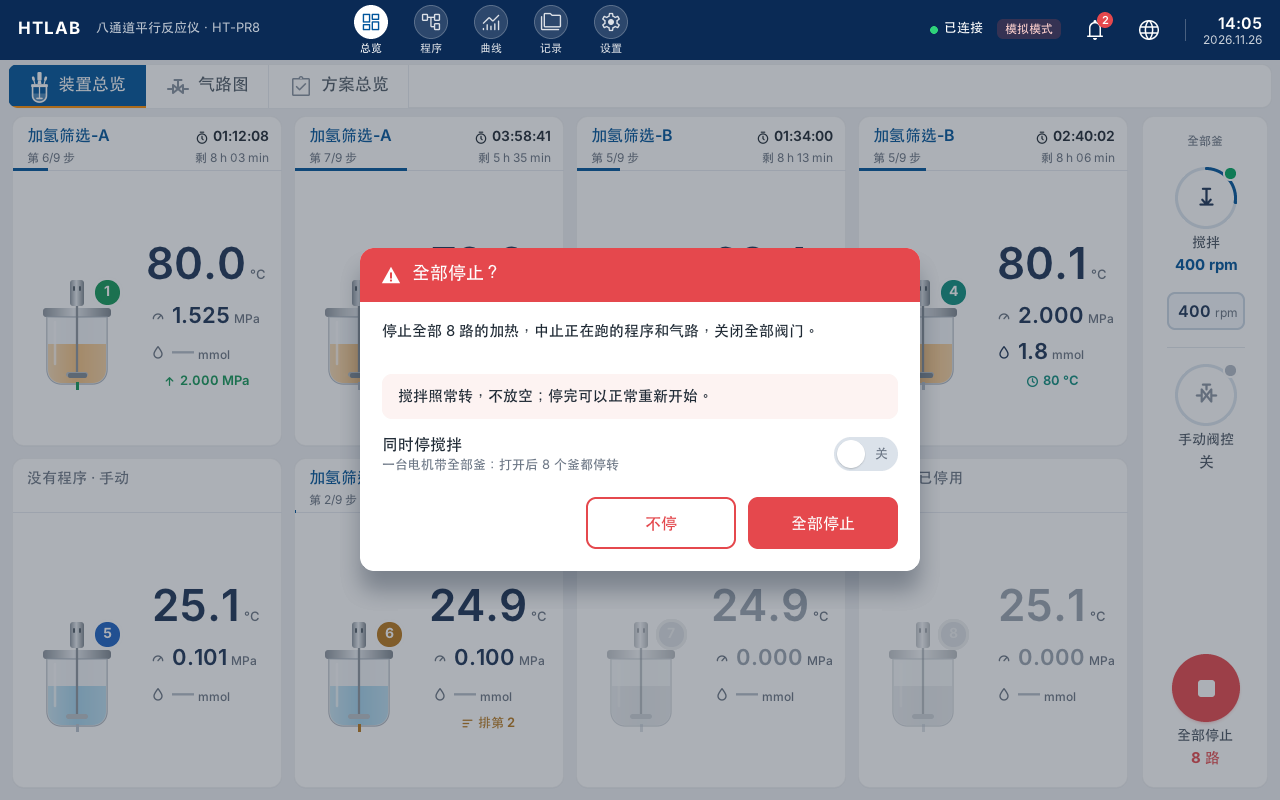 HTLAB
八通道平行反应仪 · HT-PR8
总览
程序
曲线
记录
设置
已连接
模拟模式
2
14:05
2026.11.26
装置总览
气路图
方案总览
加氢筛选-A
01:12:08
第 6/9 步
剩 8 h 03 min
80.0 °C
1
1.525 MPa
— mmol
↑ 2.000 MPa
加氢筛选-A
03:58:41
第 7/9 步
剩 5 h 35 min
加氢筛选-B
01:34:00
第 5/9 步
剩 8 h 13 min
加氢筛选-B
02:40:02
第 5/9 步
剩 8 h 06 min
80.1 °C
4
2.000 MPa
1.8 mmol
80 °C
全部釜
搅拌
400 rpm
400 rpm
手动阀控
关
全部停止
8 路
全部停止？
停止全部 8 路的加热，中止正在跑的程序和气路，关闭全部阀门。
搅拌照常转，不放空；停完可以正常重新开始。
同时停搅拌
一台电机带全部釜：打开后 8 个釜都停转
关
不停
全部停止
没有程序 · 手动
25.1 °C
5
0.101 MPa
— mmol
加氢筛
第 2/9 步
24.9 °C
6
0.100 MPa
— mmol
排第 2
24.9 °C
7
0.000 MPa
— mmol
已停用
25.1 °C
8
0.000 MPa
— mmol